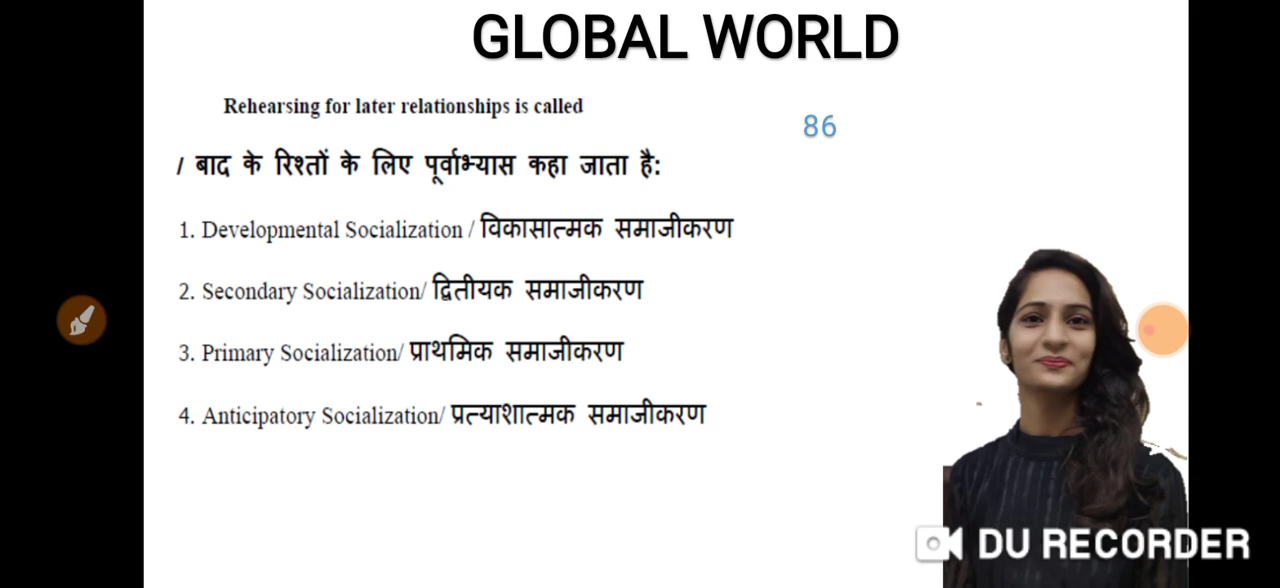 GLOBAL WORLD
Rehearsing for later relationships is called
86
/ बाद के रिश्तों के लिए पूर्वाभ्यास कहा जाता है:
1. Developmental Socialization / विकासात्मक समाजीकरण
2. Secondary Socialization/ द्वितीयक समाजीकरण
3. Primary Socialization/ प्राथमिक समाजीकरण
4. Anticipatory Socialization/ प्रत्याशात्मक समाजीकरण
DU RECORDER